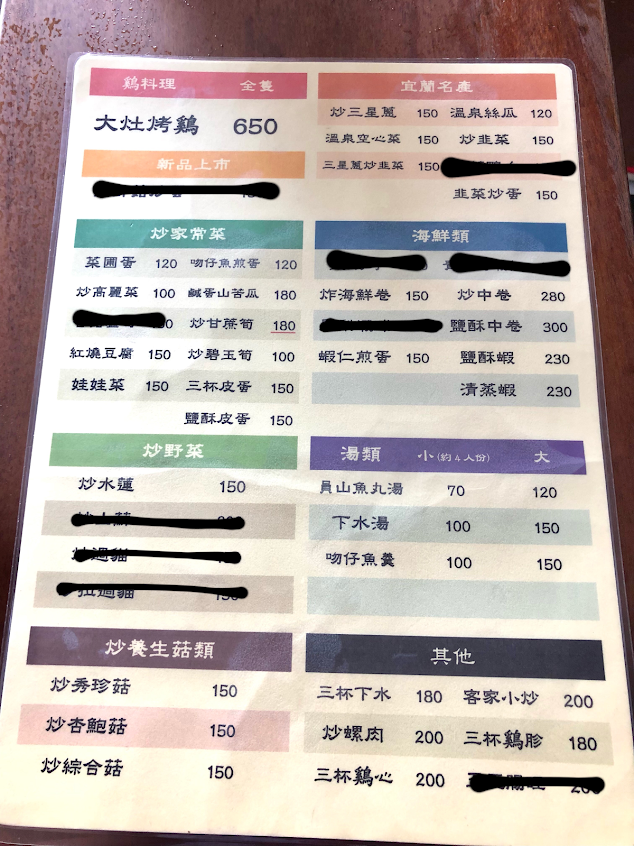 鷄料理 全隻
大灶烤鷄 650
新品上市
宜蘭名產
炒三星蔥 150 溫泉絲瓜 120
溫泉空心菜 150 炒韭菜 150
三星蔥炒韭菜 150
韭菜炒蛋 150
炒家常菜
菜圃蛋 120 吻仔魚煎蛋 120
炒高麗菜 100 鹹蛋山苦瓜 180
炒甘蔗筍 180
紅燒豆腐 150 炒碧玉筍 100
娃娃菜 150 三杯皮蛋 150
鹽酥皮蛋 150
海鮮類
炸海鮮卷 150 炒中卷 280
鹽酥中卷 300
蝦仁煎蛋 150 鹽酥蝦 230
清蒸蝦 230
炒野菜
炒水蓮 150
湯類 小(約4人份) 大
員山魚丸湯 70 120
下水湯 100 150
吻仔魚羹 100 150
炒養生菇類
炒秀珍菇 150
炒杏鮑菇 150
炒綜合菇 150
其他
三杯下水 180 客家小炒 200
炒螺肉 200 三杯鷄胗 180
三杯鷄心 200